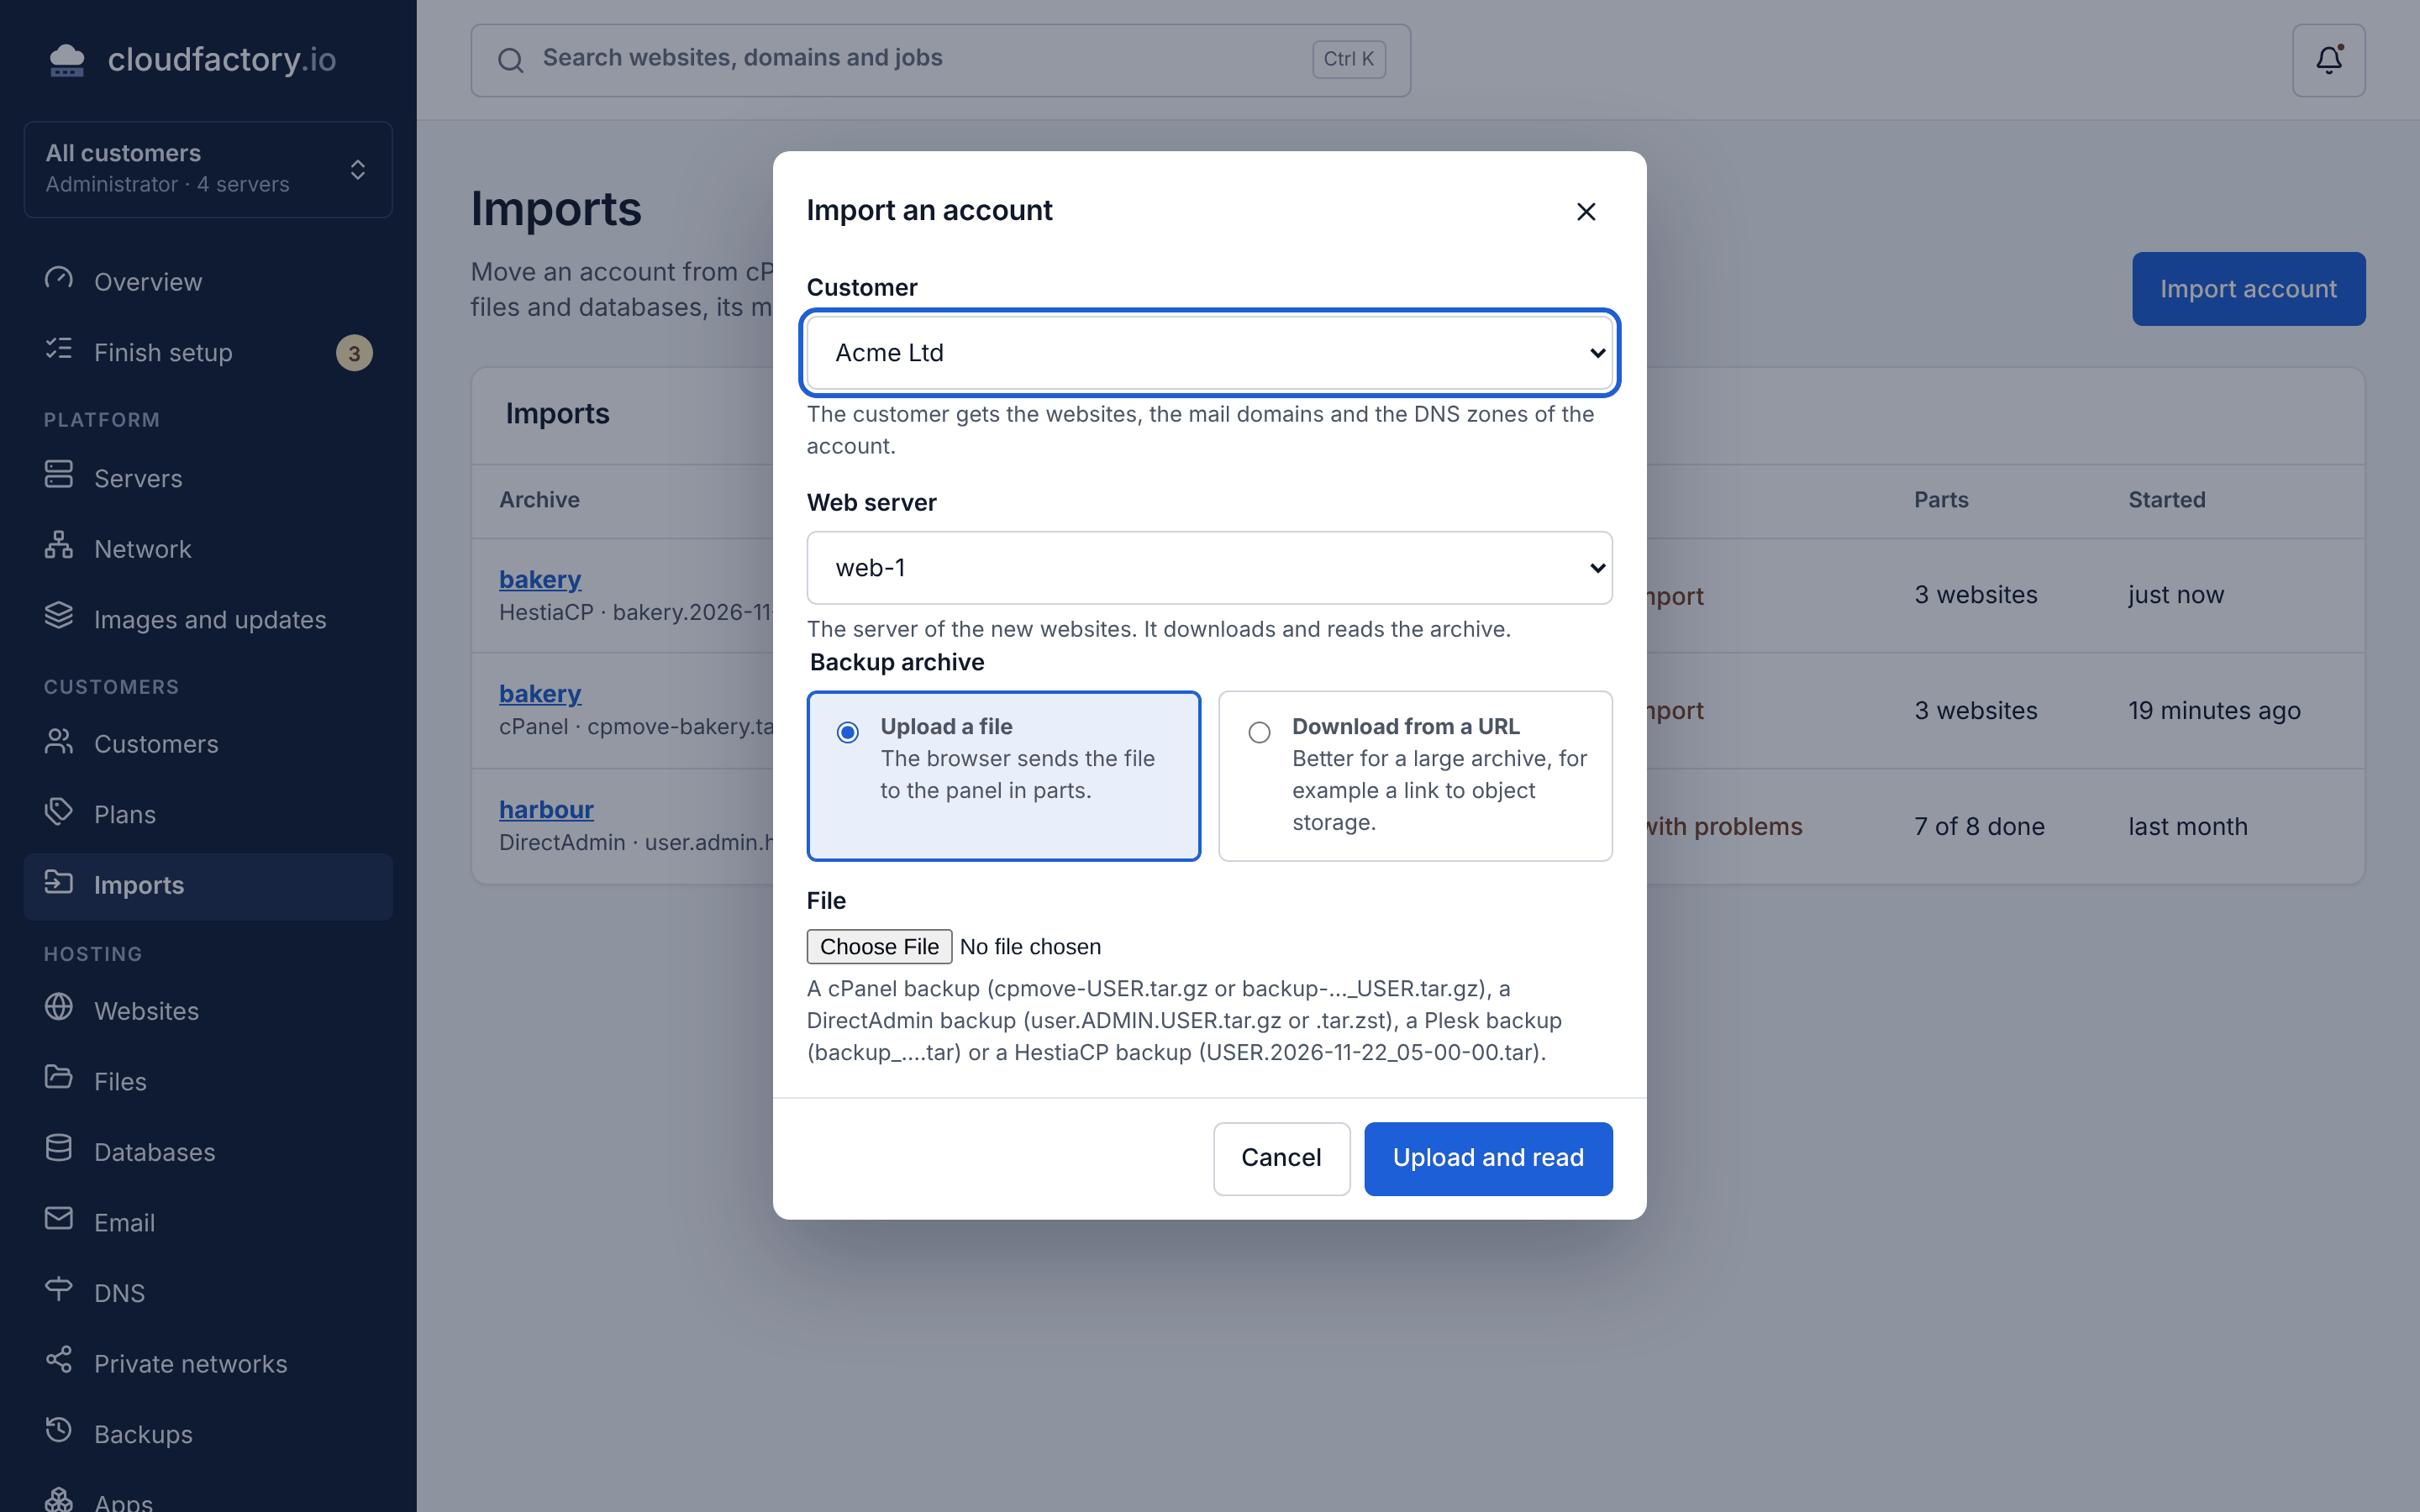 cloudfactory.io
All customers
Administrator · 4 servers
Overview
Finish setup 3
PLATFORM
Servers
Network
Images and updates
CUSTOMERS
Customers
Plans
Imports
HOSTING
Websites
Files
Databases
Email
DNS
Private networks
Backups
Apps
Search websites, domains and jobs Ctrl K
Imports
Move an account from cP
files and databases, its m
Import account
Imports
Archive Parts Started
bakery
HestiaCP · bakery.2026-11- mport 3 websites just now
bakery
cPanel · cpmove-bakery.ta mport 3 websites 19 minutes ago
harbour
DirectAdmin · user.admin.h with problems 7 of 8 done last month
Import an account
Customer
Acme Ltd
The customer gets the websites, the mail domains and the DNS zones of the
account.
Web server
web-1
The server of the new websites. It downloads and reads the archive.
Backup archive
Upload a file
The browser sends the file
to the panel in parts.
Download from a URL
Better for a large archive, for
example a link to object
storage.
File
Choose File No file chosen
A cPanel backup (cpmove-USER.tar.gz or backup-..._USER.tar.gz), a
DirectAdmin backup (user.ADMIN.USER.tar.gz or .tar.zst), a Plesk backup
(backup_....tar) or a HestiaCP backup (USER.2026-11-22_05-00-00.tar).
Cancel Upload and read